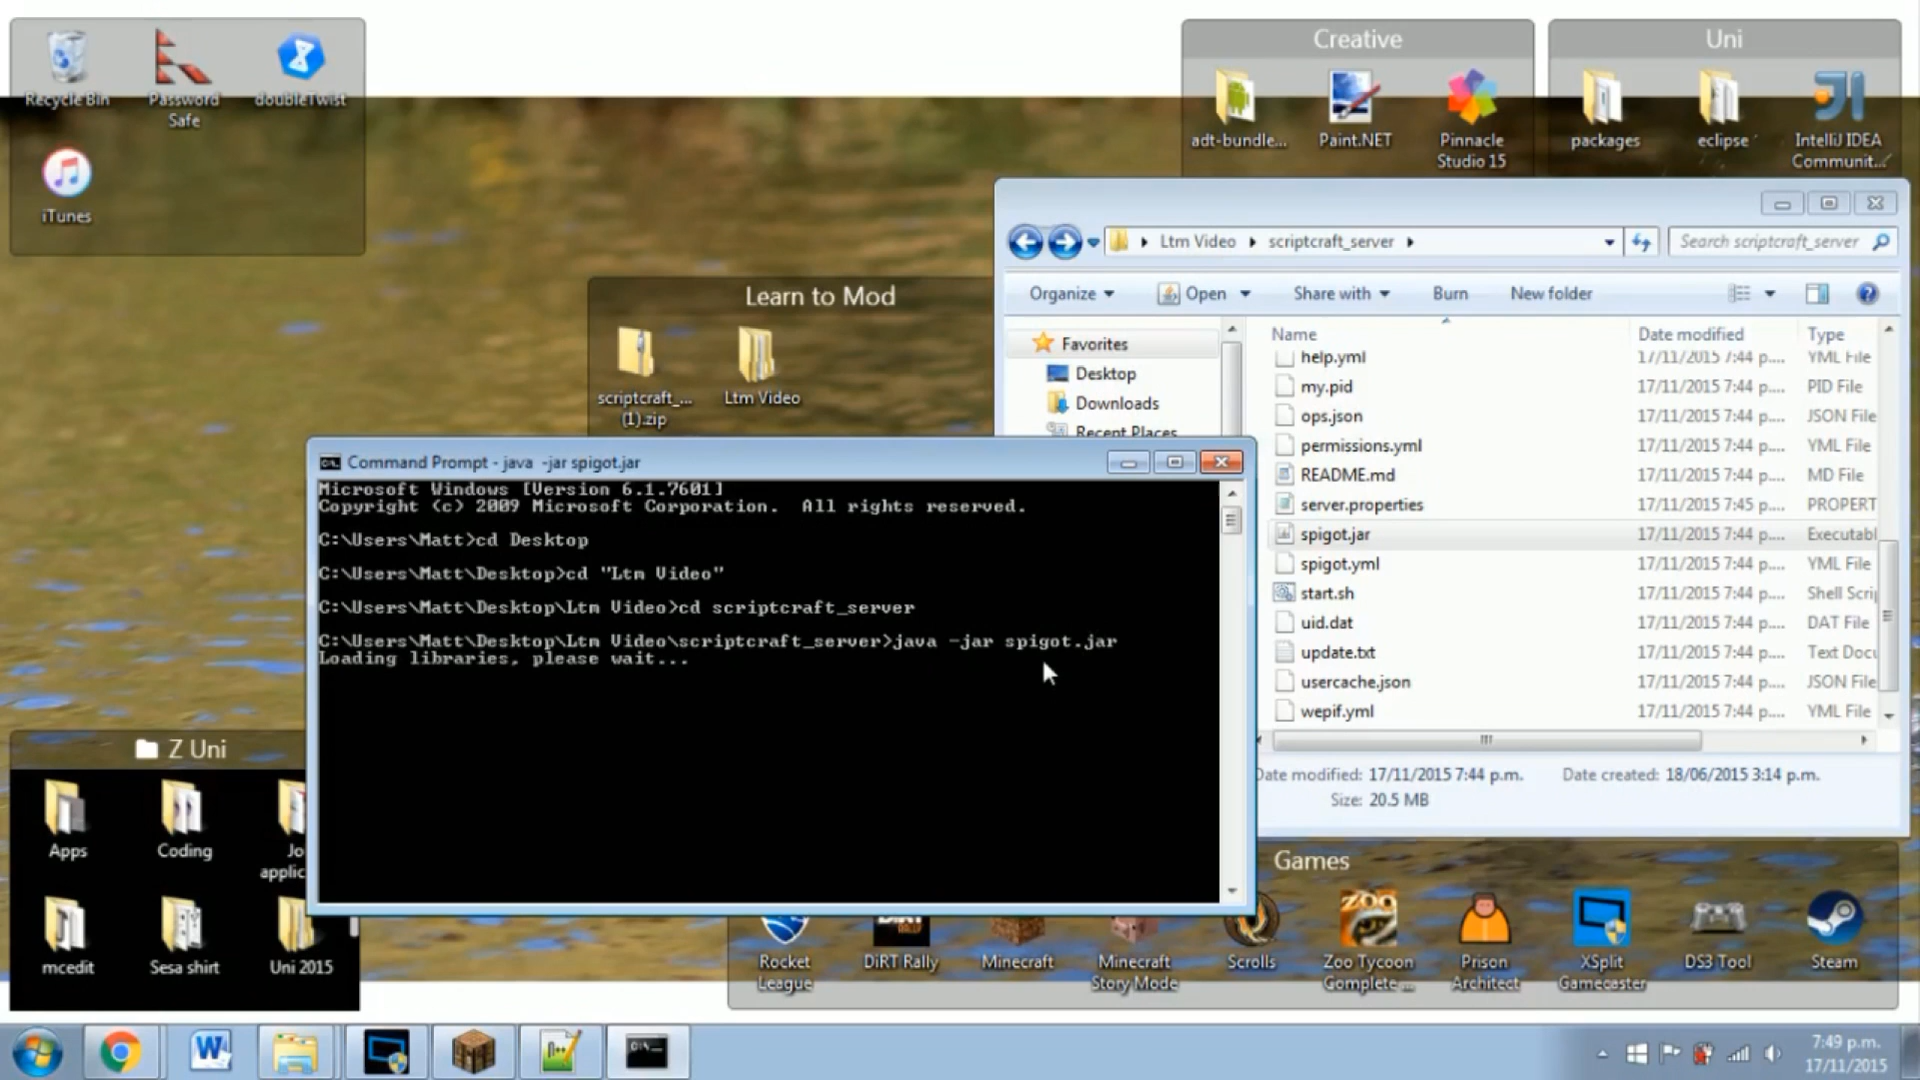 Recycle Bin
Password
Safe
doubleTwist
iTunes
Creative
adt-bundle...
Paint.NET
Pinnacle
Studio 15
Uni
packages
eclipse
IntelliJ IDEA
Communit...
Learn to Mod
scriptcraft_...
(1).zip
Ltm Video
Ltm Video
scriptcraft_server
Search scriptcraft_server
Organize
Open
Share with
Burn
New folder
Favorites
Desktop
Downloads
Recent Places
Name Date modified Type
help.yml 17/11/2015 7:44 p.... YML File
my.pid 17/11/2015 7:44 p.... PID File
ops.json 17/11/2015 7:44 p.... JSON File
permissions.yml 17/11/2015 7:44 p.... YML File
README.md 17/11/2015 7:44 p.... MD File
server.properties 17/11/2015 7:45 p.... PROPERT
spigot.jar 17/11/2015 7:44 p.... Executabl
spigot.yml 17/11/2015 7:44 p.... YML File
start.sh 17/11/2015 7:44 p.... Shell Scrip
uid.dat 17/11/2015 7:44 p.... DAT File
update.txt 17/11/2015 7:44 p.... Text Docu
usercache.json 17/11/2015 7:44 p.... JSON File
wepif.yml 17/11/2015 7:44 p.... YML File
Date modified: 17/11/2015 7:44 p.m. Date created: 18/06/2015 3:14 p.m.
Size: 20.5 MB
Command Prompt - java -jar spigot.jar
Microsoft Windows [Version 6.1.7601]
Copyright (c) 2009 Microsoft Corporation. All rights reserved.
C:\Users\Matt>cd Desktop
C:\Users\Matt\Desktop>cd "Ltm Video"
C:\Users\Matt\Desktop\Ltm Video>cd scriptcraft_server
C:\Users\Matt\Desktop\Ltm Video\scriptcraft_server>java -jar spigot.jar
Loading libraries, please wait...
Z Uni
Apps
Coding
Jo
applic
mcedit
Sesa shirt
Uni 2015
Games
Rocket
League
DiRT Rally
Minecraft
Minecraft
Story Mode
Scrolls
ZOO
Zoo Tycoon
Complete ...
Prison
Architect
XSplit
Gamecaster
DS3 Tool
Steam
7:49 p.m.
17/11/2015